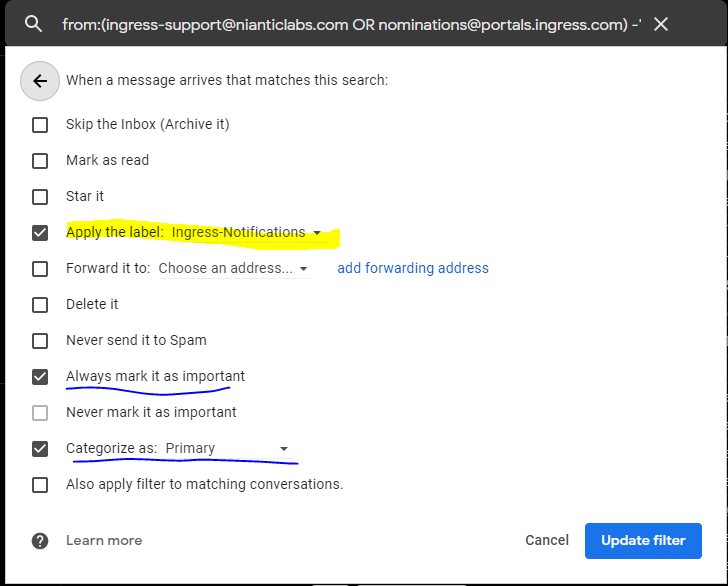 from:(ingress-support@nianticlabs.com OR nominations@portals.ingress.com) -'
When a message arrives that matches this search:
Skip the Inbox (Archive it)
Mark as read
Star it
Apply the label: Ingress-Notifications
Forward it to: Choose an address... add forwarding address
Delete it
Never send it to Spam
Always mark it as important
Never mark it as important
Categorize as: Primary
Also apply filter to matching conversations.
? Learn more
Cancel
Update filter